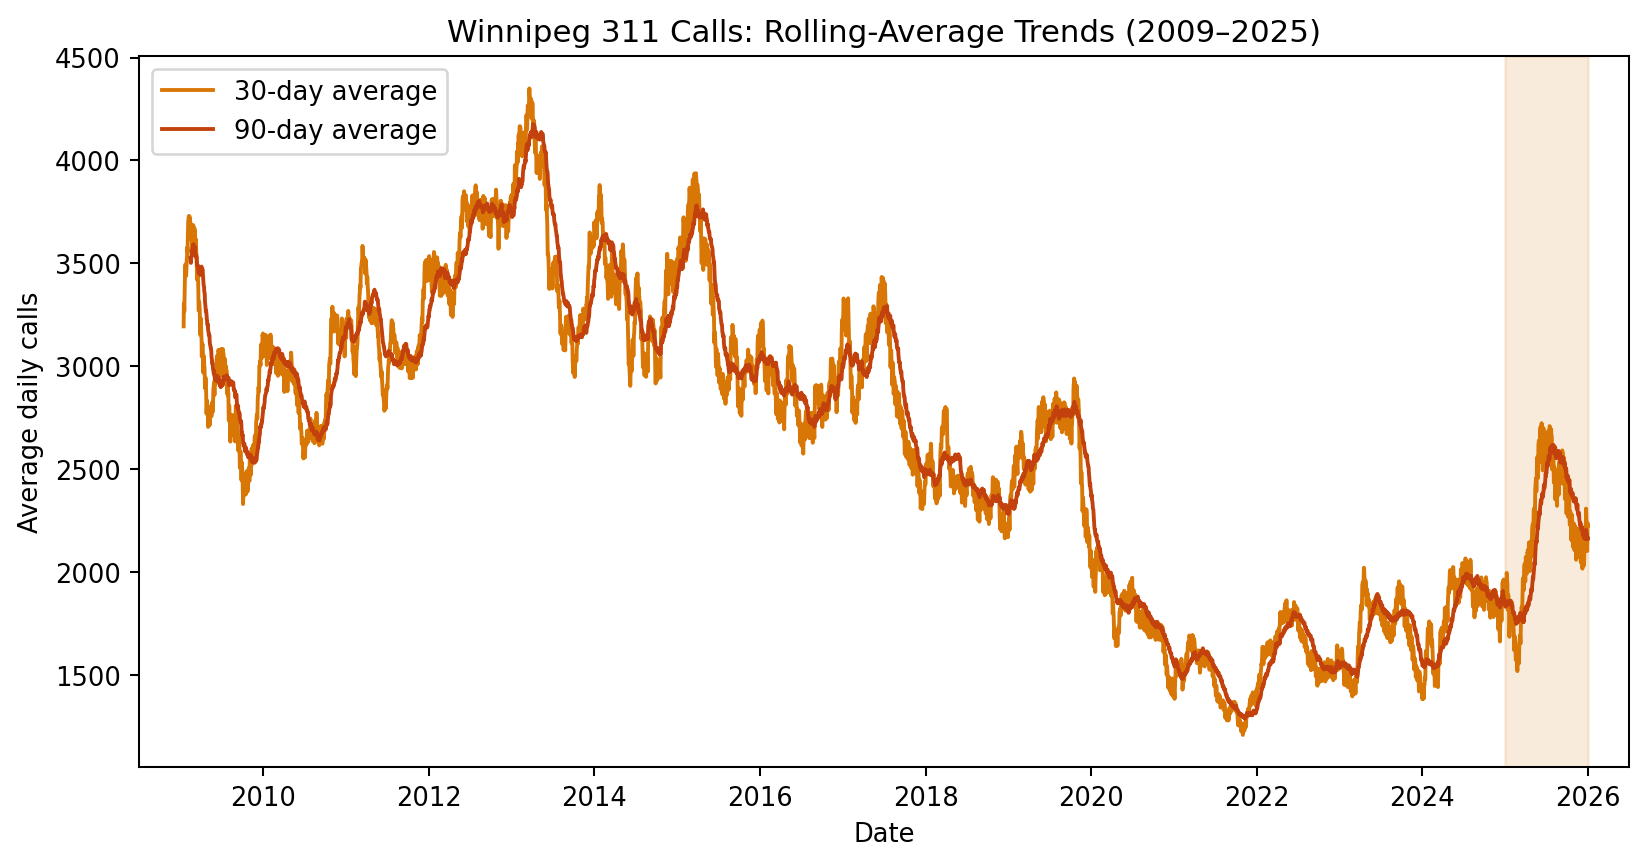 Winnipeg 311 Calls: Rolling-Average Trends (2009–2025)
30-day average
90-day average
Average daily calls
4500
4000
3500
3000
2500
2000
1500
2010 2012 2014 2016 2018 2020 2022 2024 2026
Date